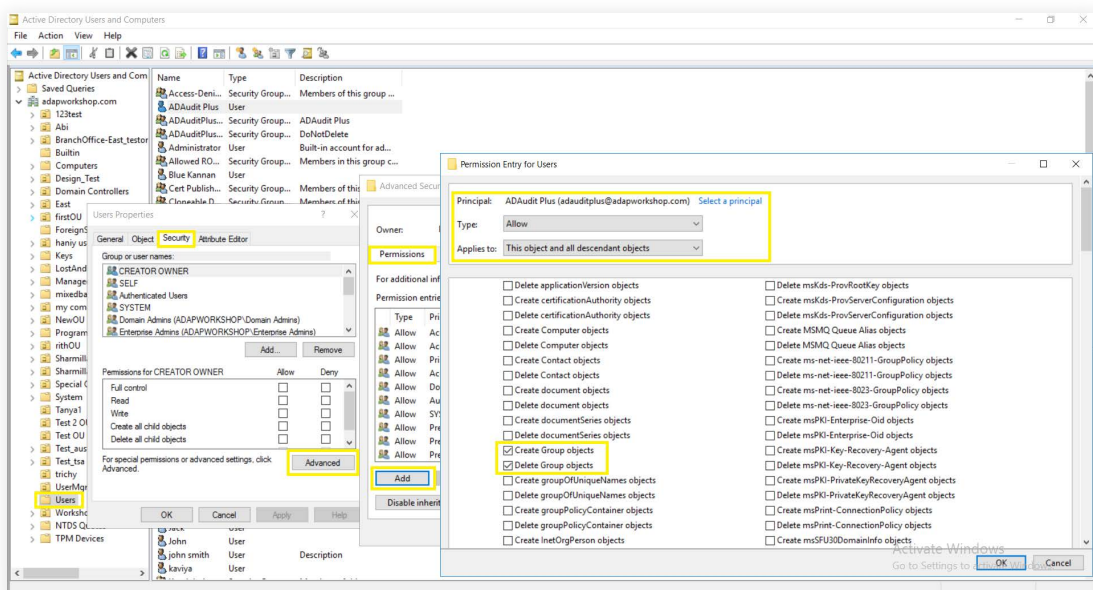 Active Directory Users and Computers
File Action View Help
Active Directory Users and Com
Saved Queries
adapworkshop.com
123test
Abi
BranchOffice-East_testor
Builtin
Computers
Design_Test
Domain Controllers
East
firstOU
ForeignS
haniy us
Keys
LostAnd
Manage
mixedba
my com
NewOU
Program
rithOU
Sharmill
Sharmill
Special
System
Tanya1
Test 2 O
Test OU
Test_aus
Test_tsa
trichy
UserMgr
Users
Worksho
NTDS Q
TPM Devices
Name Type Description
Access-Deni... Security Group... Members of this group ...
ADAudit Plus User
ADAuditPlus... Security Group... ADAudit Plus
ADAuditPlus... Security Group... DoNotDelete
Administrator User Built-in account for ad...
Allowed RO... Security Group... Members in this group c...
Blue Kannan User
Cert Publish... Security Group... Members of this
Cloneable D... Security Group... Members of this
Jack User
John User
john smith User Description
kaviya User
Users Properties ?
General Object Security Attribute Editor
Group or user names:
CREATOR OWNER
SELF
Authenticated Users
SYSTEM
Domain Admins (ADAPWORKSHOP\Domain Admins)
Enterprise Admins (ADAPWORKSHOP\Enterprise Admins)
Add... Remove
Permissions for CREATOR OWNER Allow Deny
Full control
Read
Write
Create all child objects
Delete all child objects
For special permissions or advanced settings, click
Advanced.
Advanced
OK Cancel Apply Help
Advanced Secur
Owner:
Permissions
For additional inf
Permission entrie
Type Pri
Allow Ac
Allow Ac
Allow Pri
Allow Ac
Allow Do
Allow Au
Allow SY
Allow Pre
Allow Pre
Allow Pre
Add
Disable inherit
Permission Entry for Users
Principal: ADAudit Plus (adauditplus@adapworkshop.com) Select a principal
Type: Allow
Applies to: This object and all descendant objects
Delete applicationVersion objects
Create certificationAuthority objects
Delete certificationAuthority objects
Create Computer objects
Delete Computer objects
Create Contact objects
Delete Contact objects
Create document objects
Delete document objects
Create documentSeries objects
Delete documentSeries objects
Create Group objects
Delete Group objects
Create groupOfUniqueNames objects
Delete groupOfUniqueNames objects
Create groupPolicyContainer objects
Delete groupPolicyContainer objects
Create InetOrgPerson objects
Delete msKds-ProvRootKey objects
Create msKds-ProvServerConfiguration objects
Delete msKds-ProvServerConfiguration objects
Create MSMQ Queue Alias objects
Delete MSMQ Queue Alias objects
Create ms-net-ieee-80211-GroupPolicy objects
Delete ms-net-ieee-80211-GroupPolicy objects
Create ms-net-ieee-8023-GroupPolicy objects
Delete ms-net-ieee-8023-GroupPolicy objects
Create msPKI-Enterprise-Oid objects
Delete msPKI-Enterprise-Oid objects
Create msPKI-Key-Recovery-Agent objects
Delete msPKI-Key-Recovery-Agent objects
Create msPKI-PrivateKeyRecoveryAgent objects
Delete msPKI-PrivateKeyRecoveryAgent objects
Create msPrint-ConnectionPolicy objects
Delete msPrint-ConnectionPolicy objects
Create msSFU30DomainInfo objects
Activate Windows
Go to Settings to activate Windows.
OK Cancel